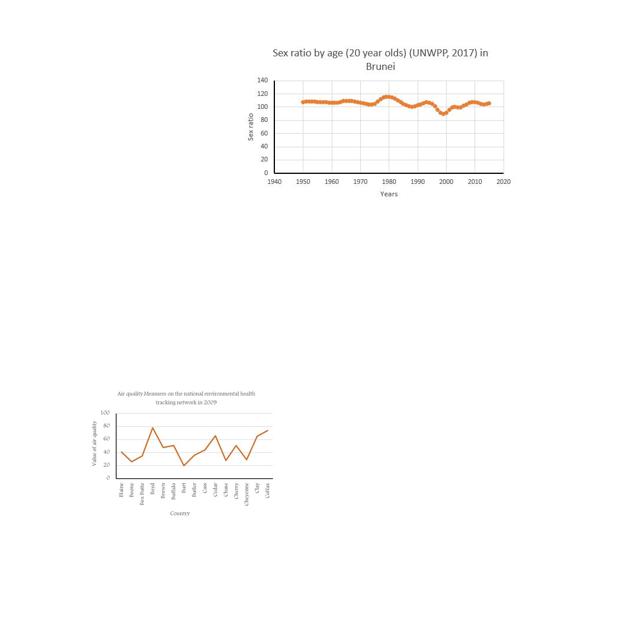 Sex ratio by age (20 year olds) (UNWPP, 2017) in
Brunei
140
120
100
80
60
40
20
0
Sex ratio
1940 1950 1960 1970 1980 1990 2000 2010 2020
Years
Air quality Measures on the national environmental health
tracking network in 2009
100
80
60
40
20
0
Value of air quality
Blaine
Boone
Box Butte
Boyd
Brown
Buffalo
Burt
Butler
Cass
Cedar
Chase
Cherry
Cheyenne
Clay
Colfax
County